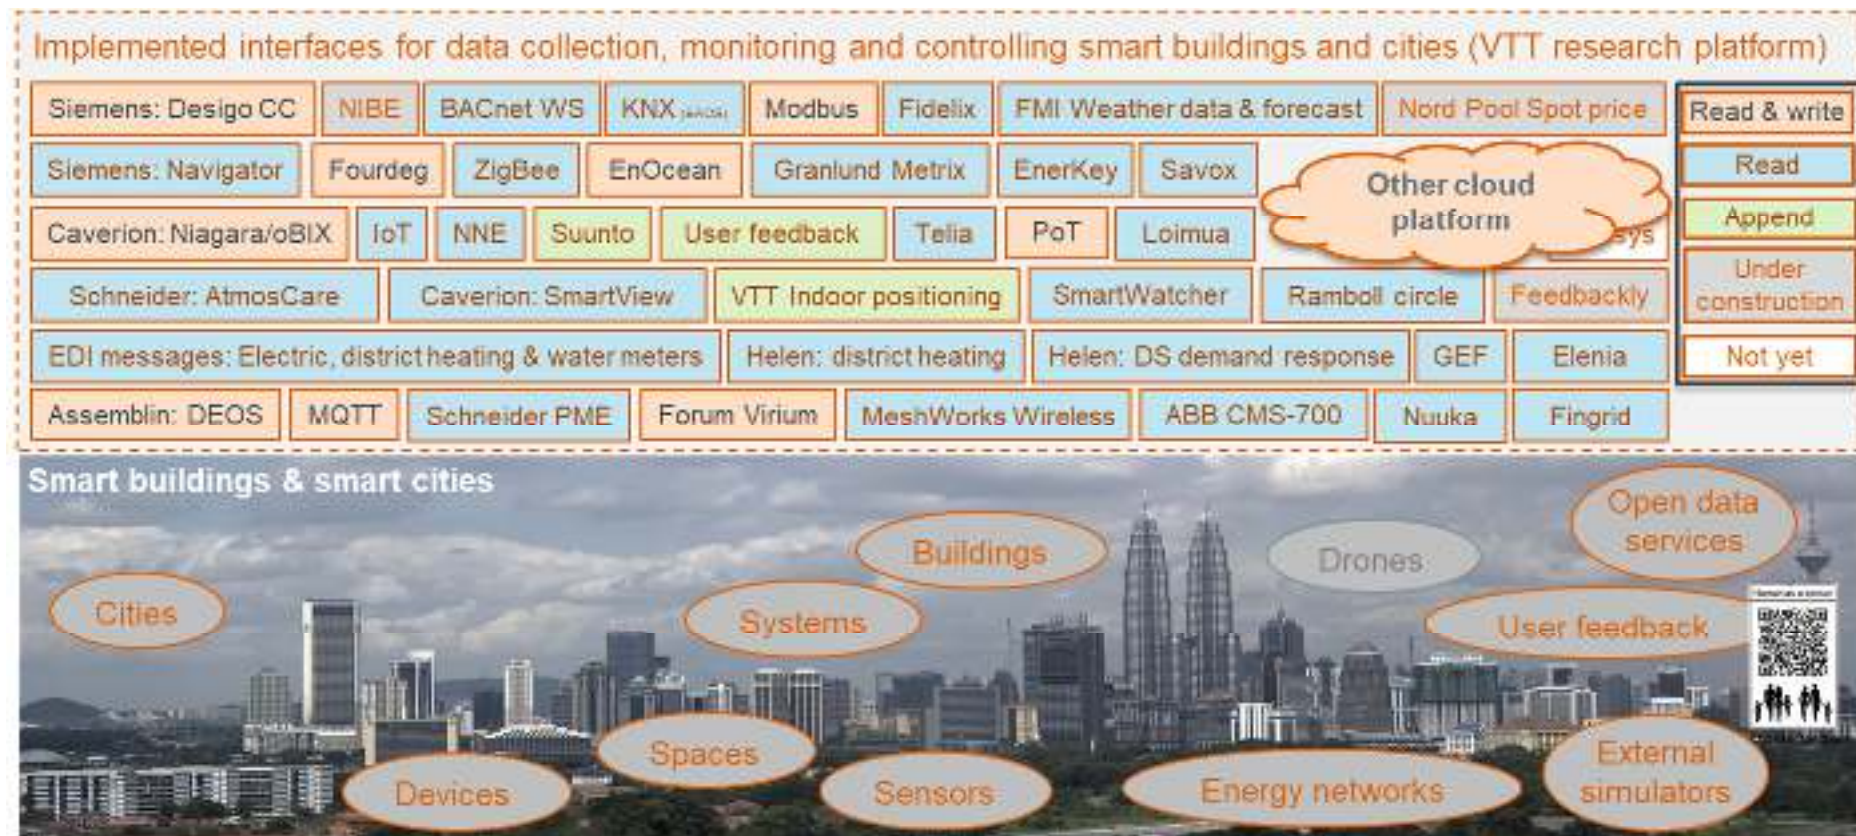 Implemented interfaces for data collection, monitoring and controlling smart buildings and cities (VTT research platform)
Siemens: Desigo CC NIBE BACnet WS KNX Modbus Fidelix FMI Weather data & forecast Nord Pool Spot price Read & write
Siemens: Navigator Fourdeg ZigBee EnOcean Granlund Metrix EnerKey Savox Other cloud platform Read
Caverion: Niagara/oBIX IoT NNE Suunto User feedback Telia PoT Loimua Append
Schneider: AtmosCare Caverion: SmartView VTT Indoor positioning SmartWatcher Ramboll circle Feedbackly Under construction
EDI messages: Electric, district heating & water meters Helen: district heating Helen: DS demand response GEF Elenia Not yet
Assemblin: DEOS MQTT Schneider PME Forum Virium MeshWorks Wireless ABB CMS-700 Nuuka Fingrid
Smart buildings & smart cities
Open data
services
Buildings
Drones
Cities
Systems
User feedback
Spaces
External
simulators
Devices
Sensors
Energy networks